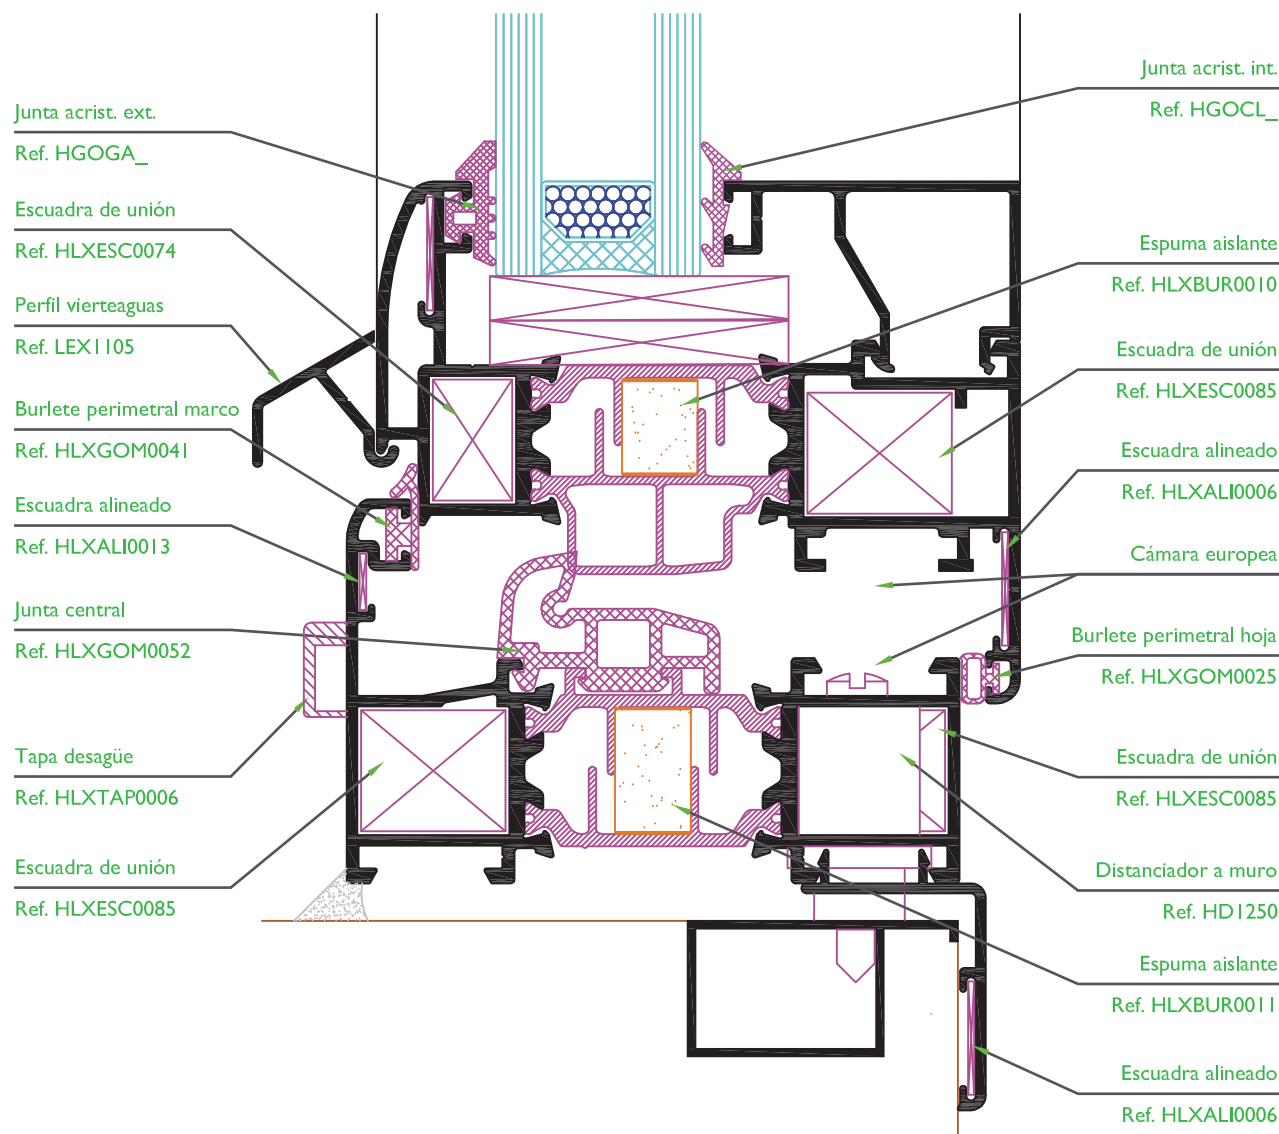 Junta acrist. ext.
Ref. HGOGA_
Escuadra de unión
Ref. HLXESC0074
Perfil vierteaguas
Ref. LEX1105
Burlete perimetral marco
Ref. HLXGOM0041
Escuadra alineado
Ref. HLXALI0013
Junta central
Ref. HLXGOM0052
Tapa desagüe
Ref. HLXTAP0006
Escuadra de unión
Ref. HLXESC0085
Junta acrist. int.
Ref. HGOCL_
Espuma aislante
Ref. HLXBUR0010
Escuadra de unión
Ref. HLXESC0085
Escuadra alineado
Ref. HLXALI0006
Cámara europea
Burlete perimetral hoja
Ref. HLXGOM0025
Escuadra de unión
Ref. HLXESC0085
Distanciador a muro
Ref. HD1250
Espuma aislante
Ref. HLXBUR0011
Escuadra alineado
Ref. HLXALI0006